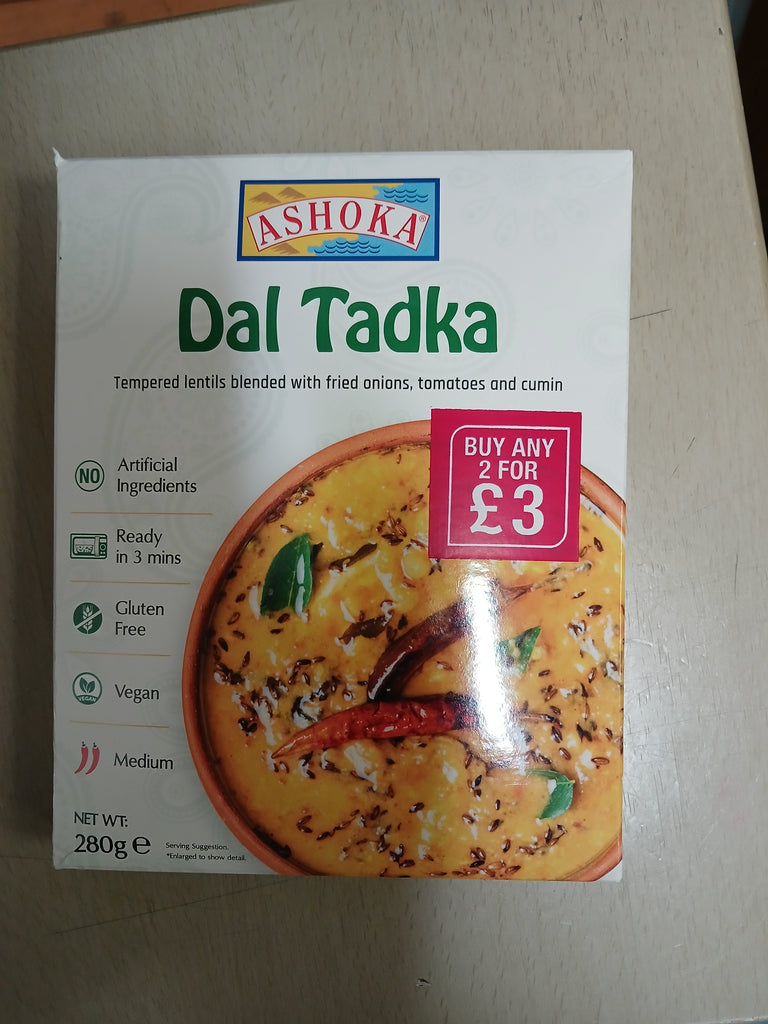 ASHOKA®
Dal Tadka
Tempered lentils blended with fried onions, tomatoes and cumin
BUY ANY
2 FOR
£3
NO
Artificial
Ingredients
Ready
in 3 mins
Gluten
Free
VEGAN
Vegan
Medium
NET WT:
280g e
Serving Suggestion.
*Enlarged to show detail.